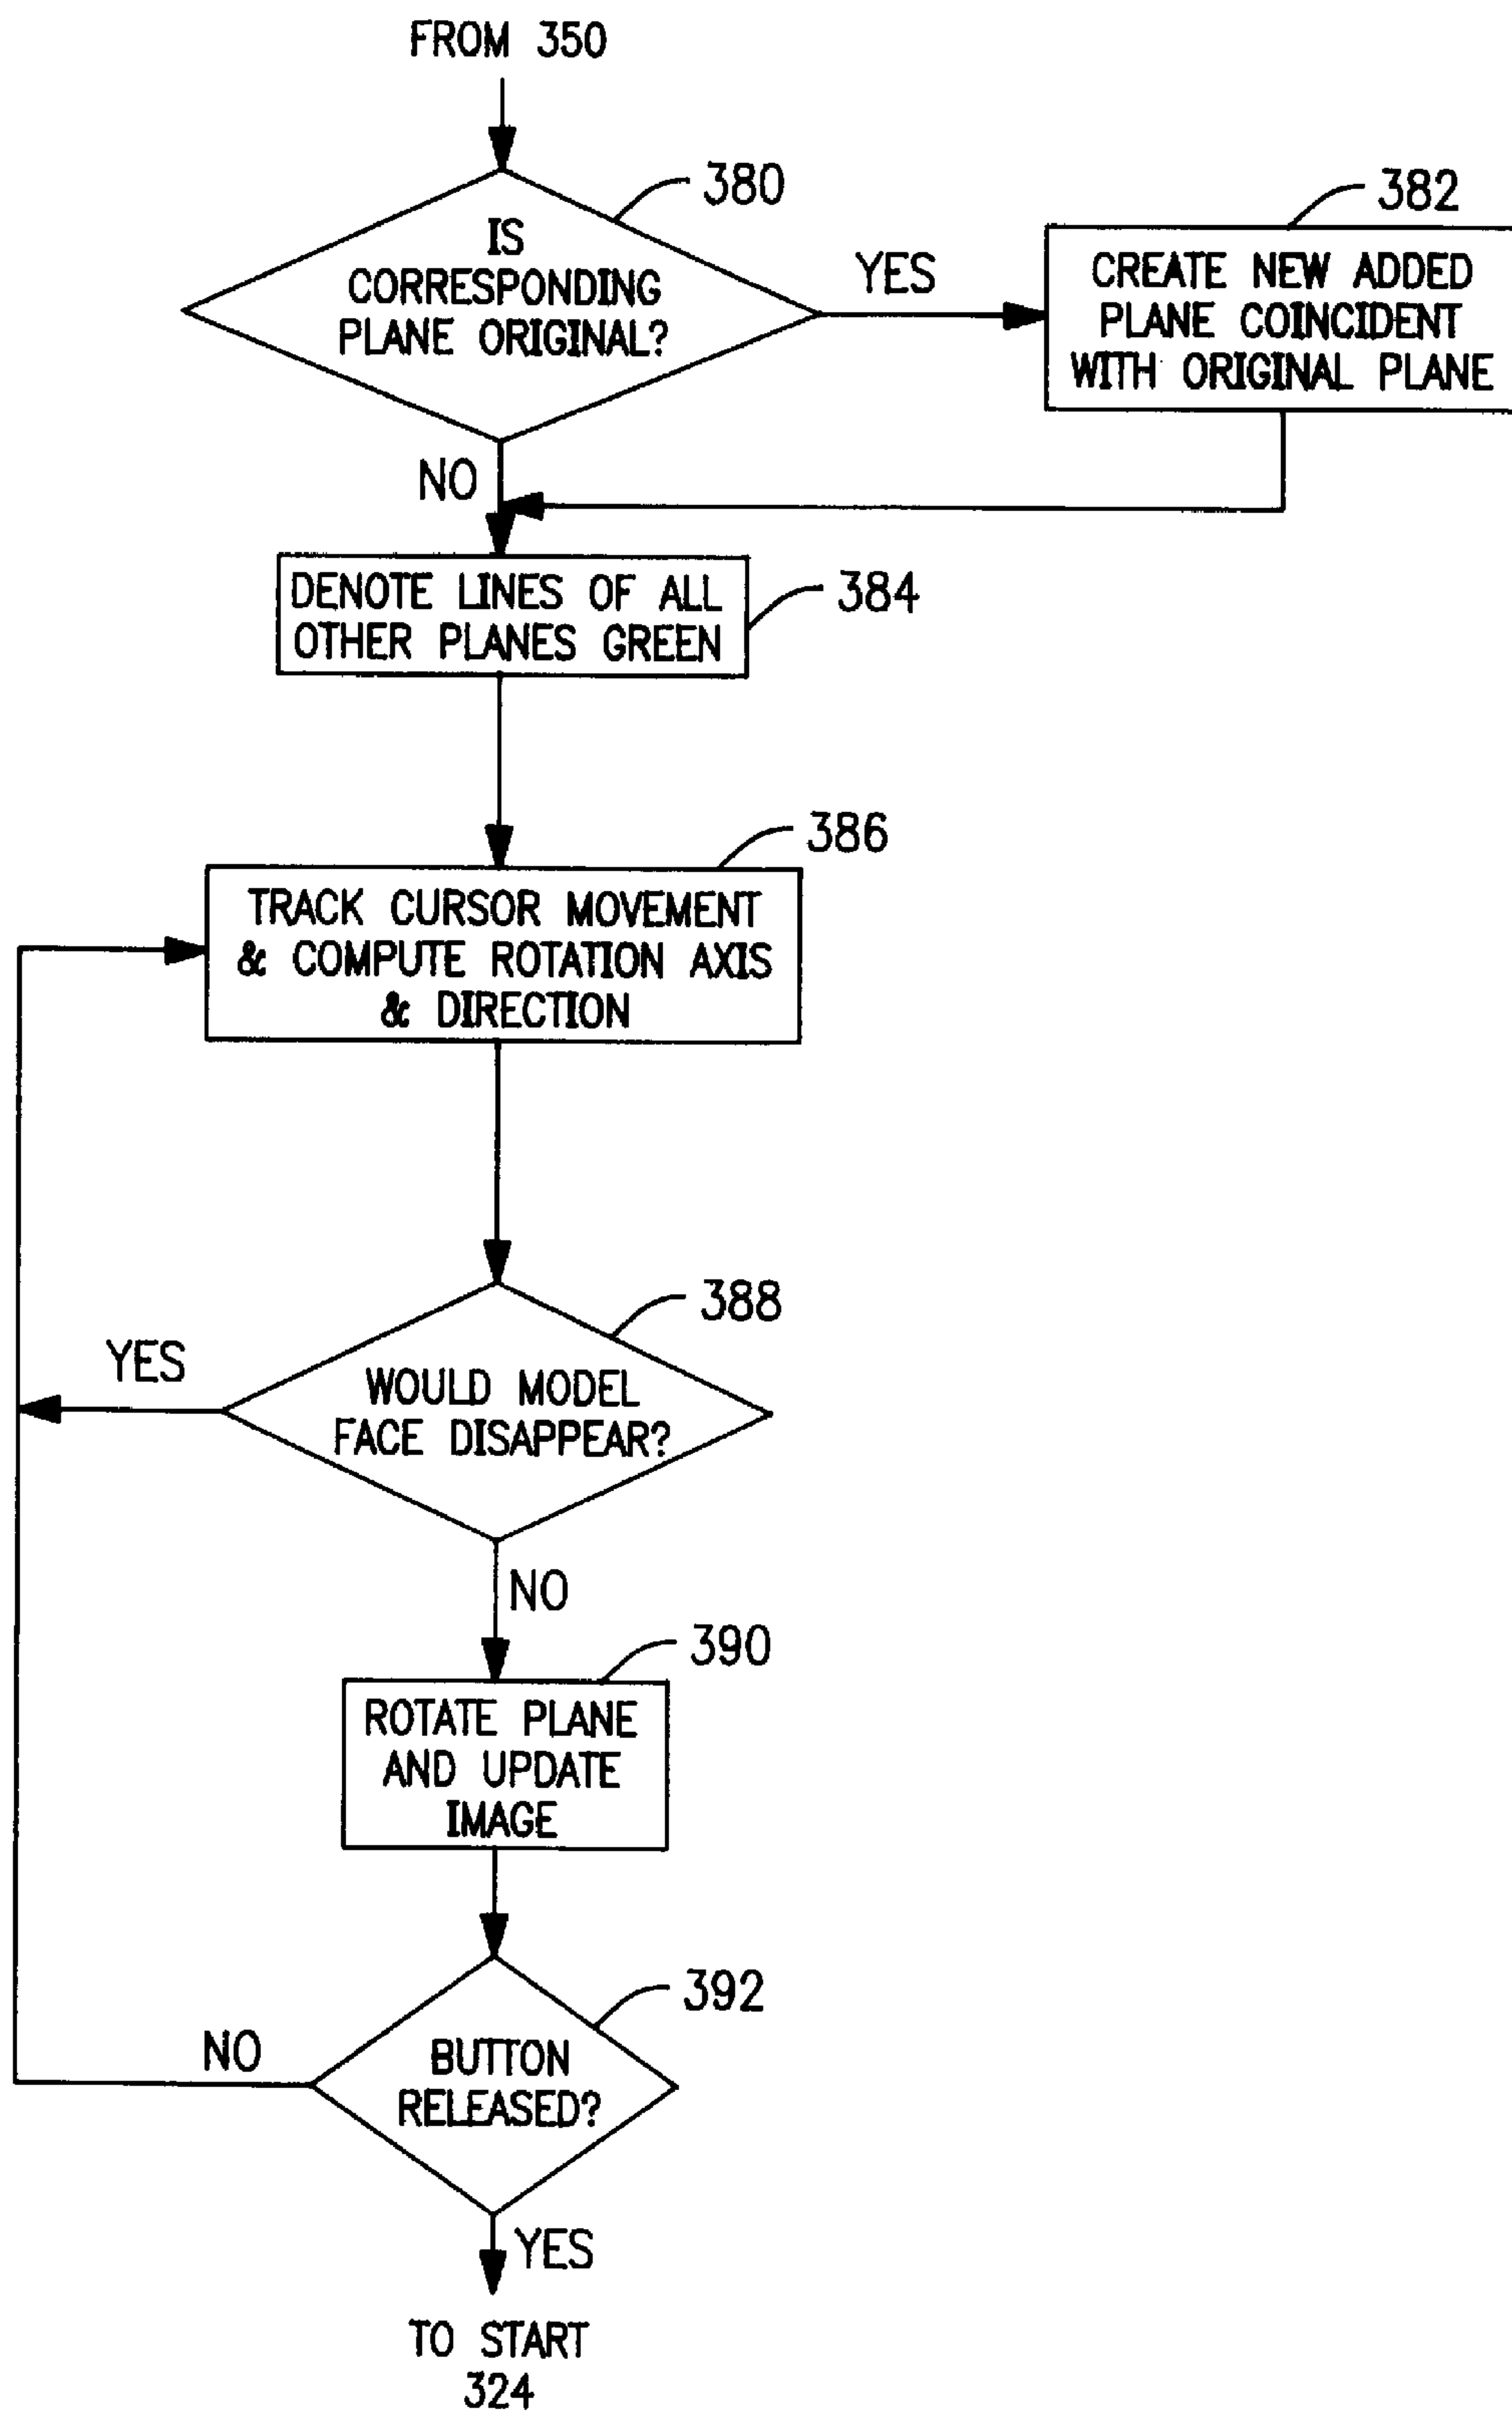 FROM 350
380
IS
CORRESPONDING
PLANE ORIGINAL?
YES
382
CREATE NEW ADDED
PLANE COINCIDENT
WITH ORIGINAL PLANE
NO
DENOTE LINES OF ALL
OTHER PLANES GREEN
384
386
TRACK CURSOR MOVEMENT
& COMPUTE ROTATION AXIS
& DIRECTION
388
YES
WOULD MODEL
FACE DISAPPEAR?
NO
390
ROTATE PLANE
AND UPDATE
IMAGE
392
NO
BUTTON
RELEASED?
YES
TO START
324